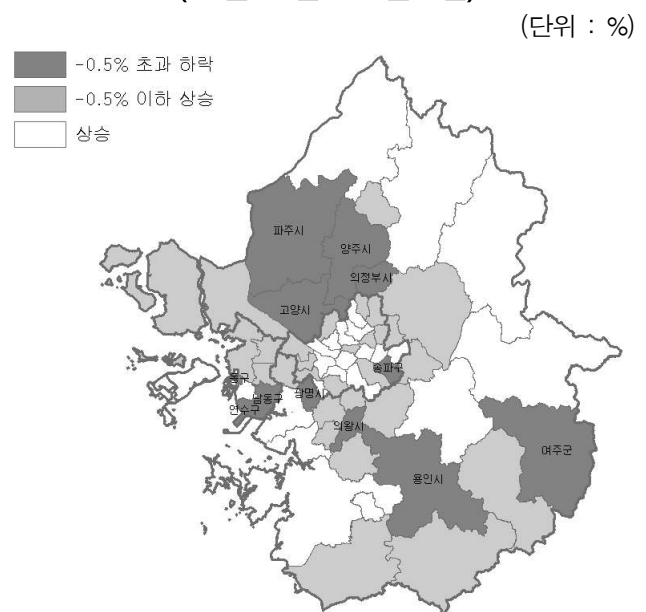 (단위 : %)
-0.5% 초과 하락
-0.5% 이하 상승
상승
파주시
양주시
의정부시
고양시
송파구
동구
남동구
광명시
연수구
의왕시
여주군
용인시